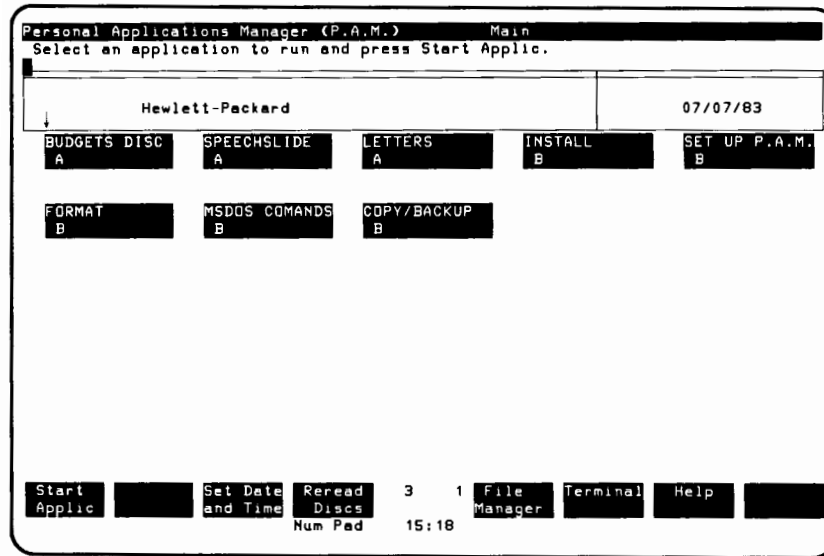 Personal Applications Manager (P.A.M.) Main
Select an application to run and press Start Applic.
Hewlett-Packard 07/07/83
BUDGETS DISC SPEECHSLIDE LETTERS INSTALL SET UP P.A.M.
A A A B B
FORMAT MSDOS COMANDS COPY/BACKUP
B B B
Start Set Date Reread 3 1 File Terminal Help
Applic and Time Discs Manager
Num Pad 15:18